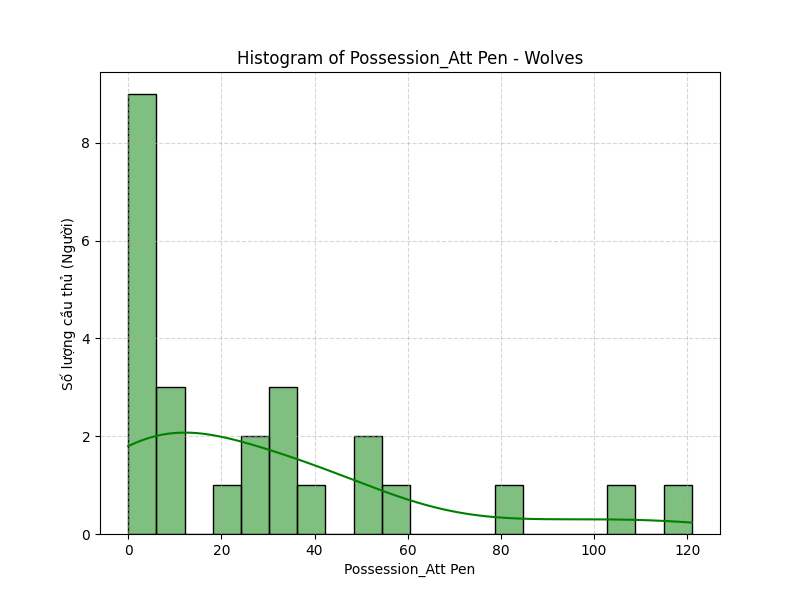 Histogram of Possession_Att Pen - Wolves
Số lượng cầu thủ (Người)
8
6
4
2
0
0 20 40 60 80 100 120
Possession_Att Pen